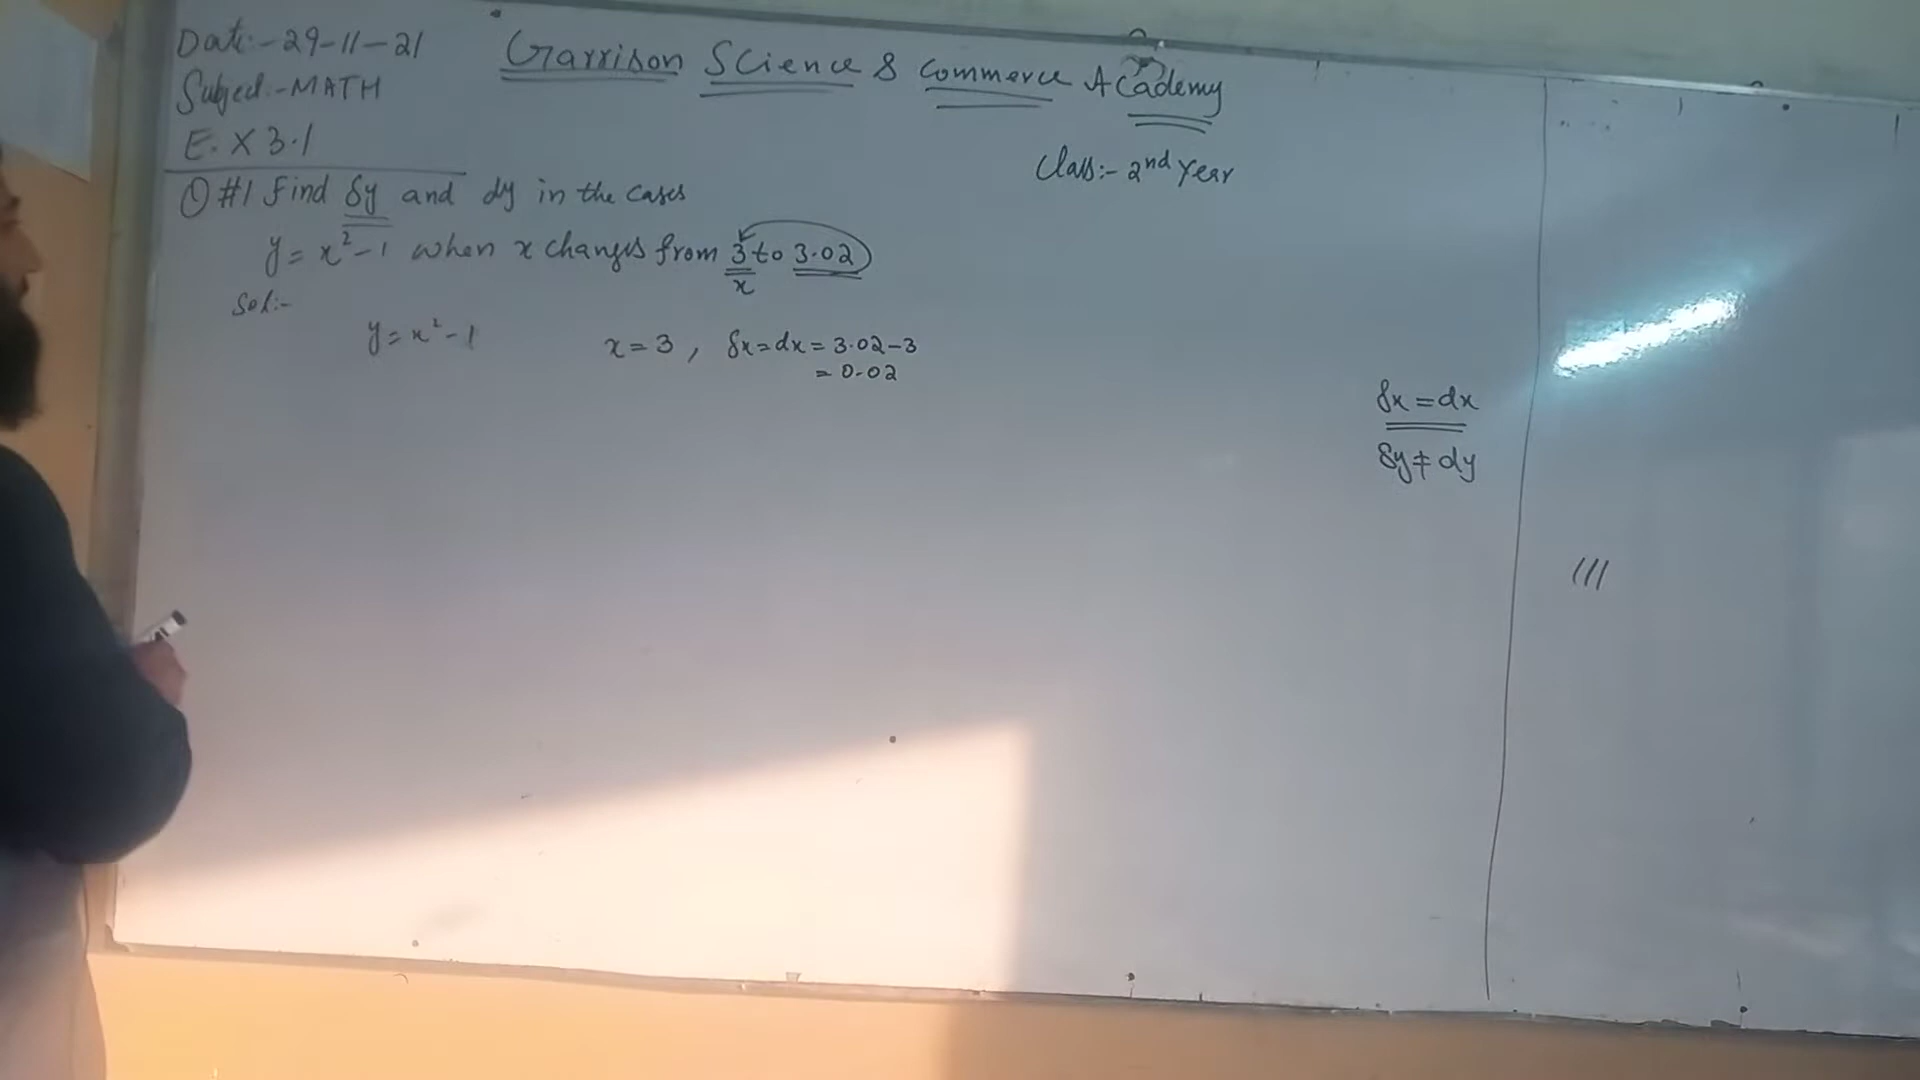 Date:-29-11-21
Subject:-MATH
Garrison Science & Commerce Academy
Class:- 2nd Year
E.X 3.1
Q #1 Find δy and dy in the cases
y = x²-1 when x changes from 3 to 3.02
x
Sol:-
y = x²-1
x = 3 , δx = dx = 3.02-3
= 0.02
δx = dx
δy ≠ dy
///